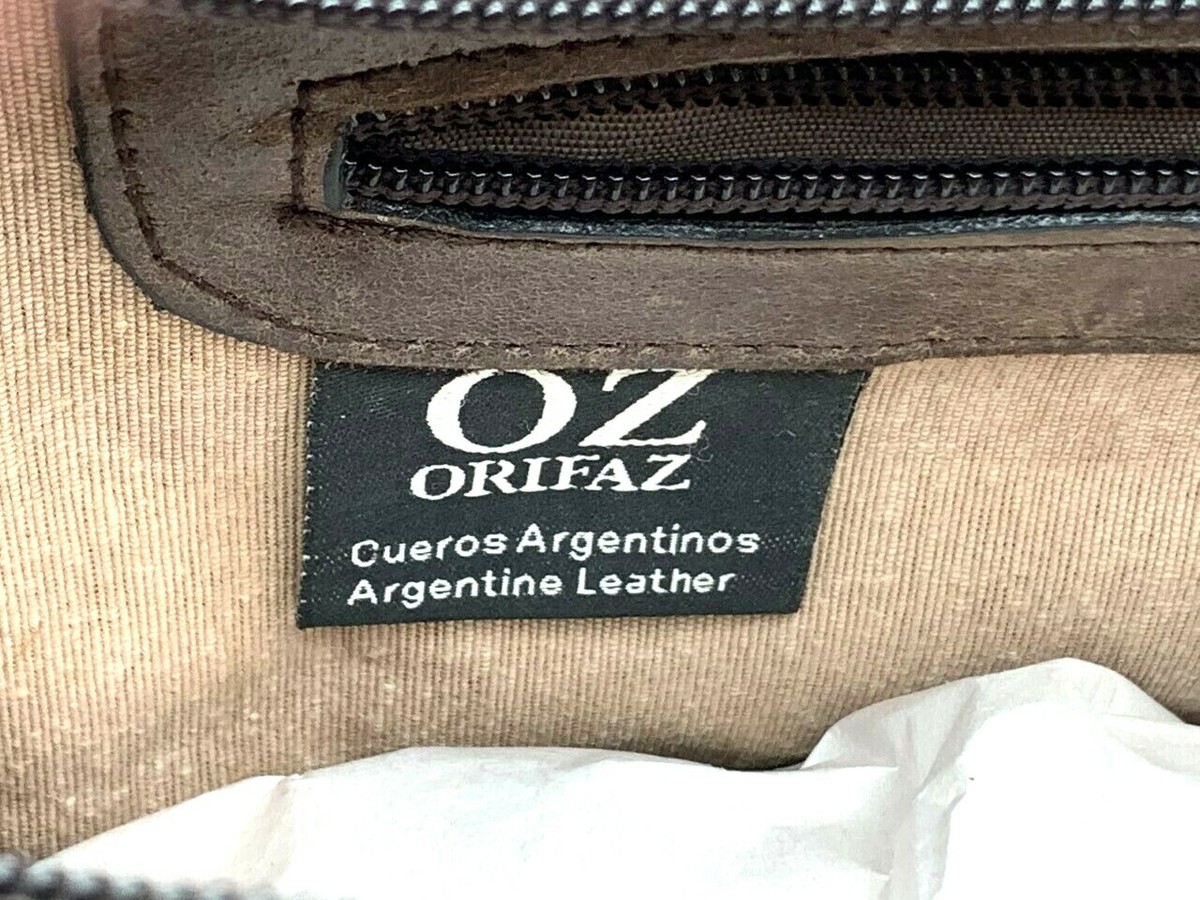 OZ
ORIFAZ
Cueros Argentinos
Argentine Leather